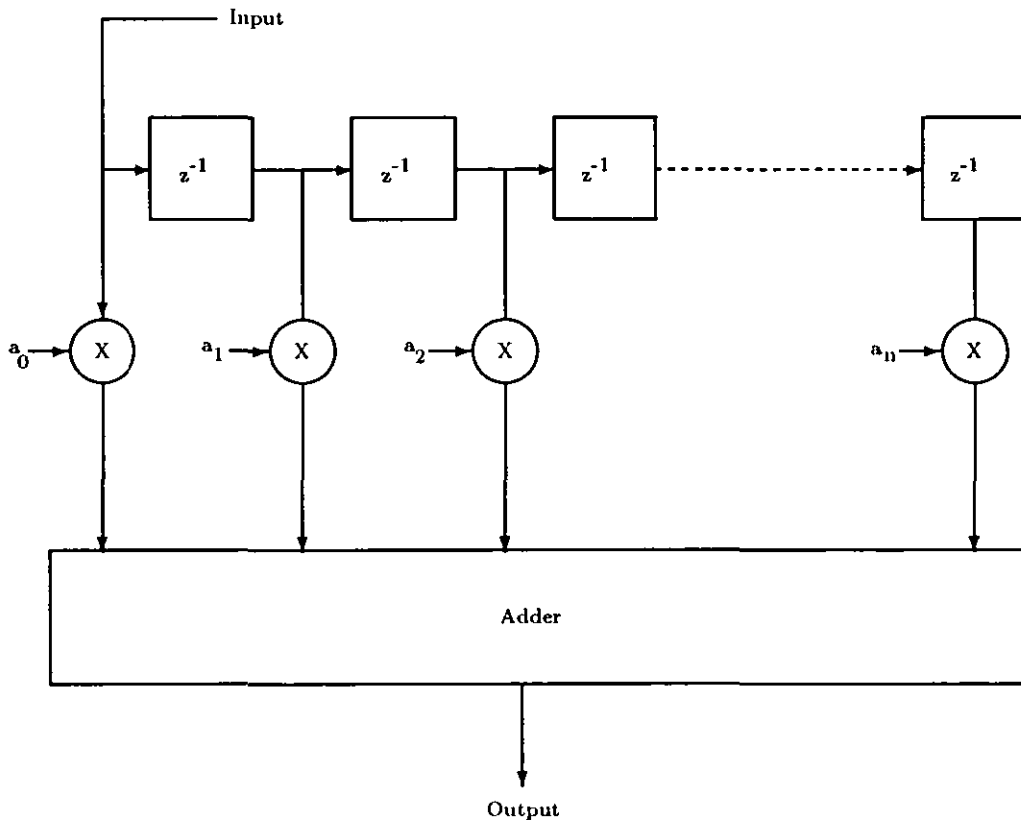 Input
z⁻¹ z⁻¹ z⁻¹ z⁻¹
a₀ X a₁ X a₂ X aₙ X
Adder
Output